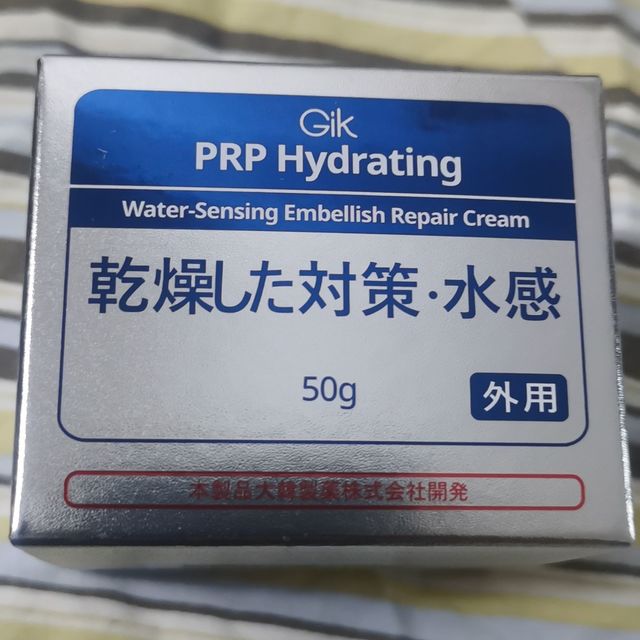 Gik
PRP Hydrating
Water-Sensing Embellish Repair Cream
乾燥した対策·水感
50g
外用
本製品大韓製薬株式会社開発